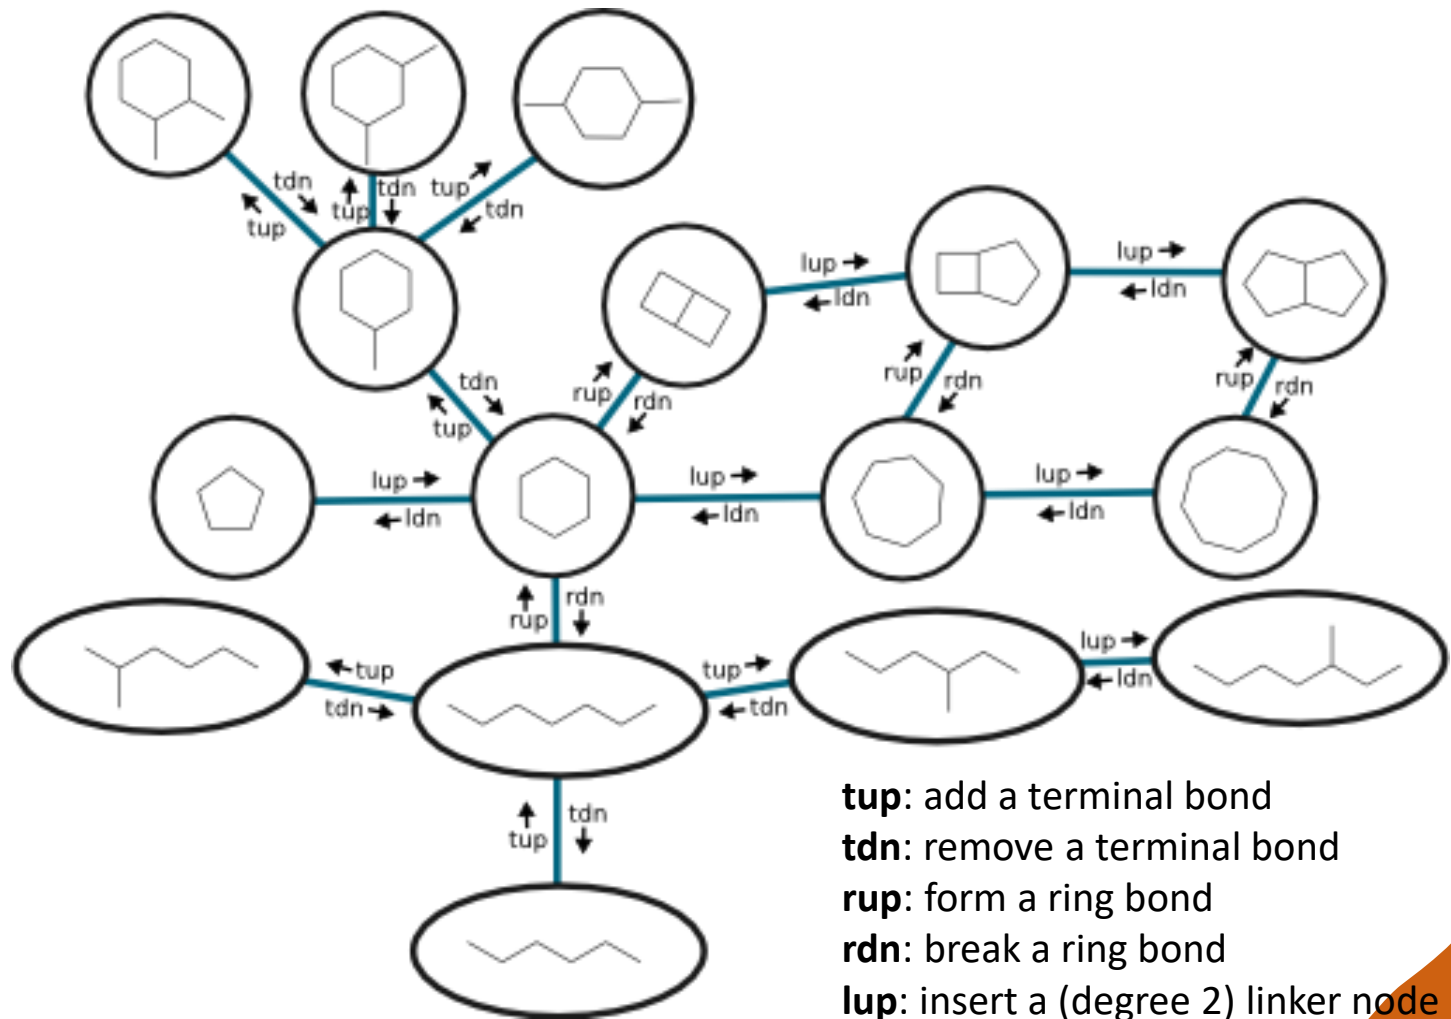 tdn
tup
tup
tdn
tup
tdn
lup
ldn
lup
ldn
tdn
tup
rup
rdn
rup
rdn
rup
rdn
lup
ldn
lup
ldn
lup
ldn
rup
rdn
tup
tdn
tup
tdn
lup
ldn
tup
tdn
tup: add a terminal bond
tdn: remove a terminal bond
rup: form a ring bond
rdn: break a ring bond
lup: insert a (degree 2) linker node